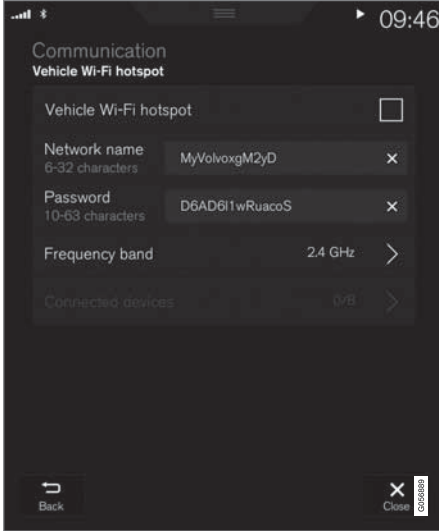 09:46
Communication
Vehicle Wi-Fi hotspot
Vehicle Wi-Fi hotspot
Network name
6-32 characters
MyVolvoxgM2yD
Password
10-63 characters
D6AD6I1wRuacoS
Frequency band
2.4 GHz
Connected devices
0/8
Back
Close
G056889